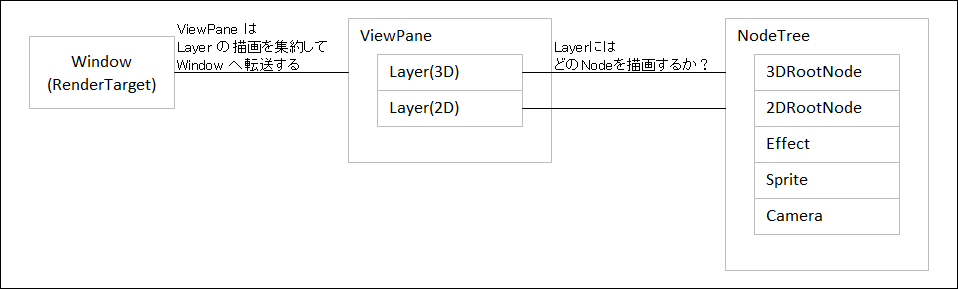 Window
(RenderTarget)
ViewPane は
Layer の描画を集約して
Window へ転送する
ViewPane
Layer(3D)
Layer(2D)
Layerには
どのNodeを描画するか？
NodeTree
3DRootNode
2DRootNode
Effect
Sprite
Camera